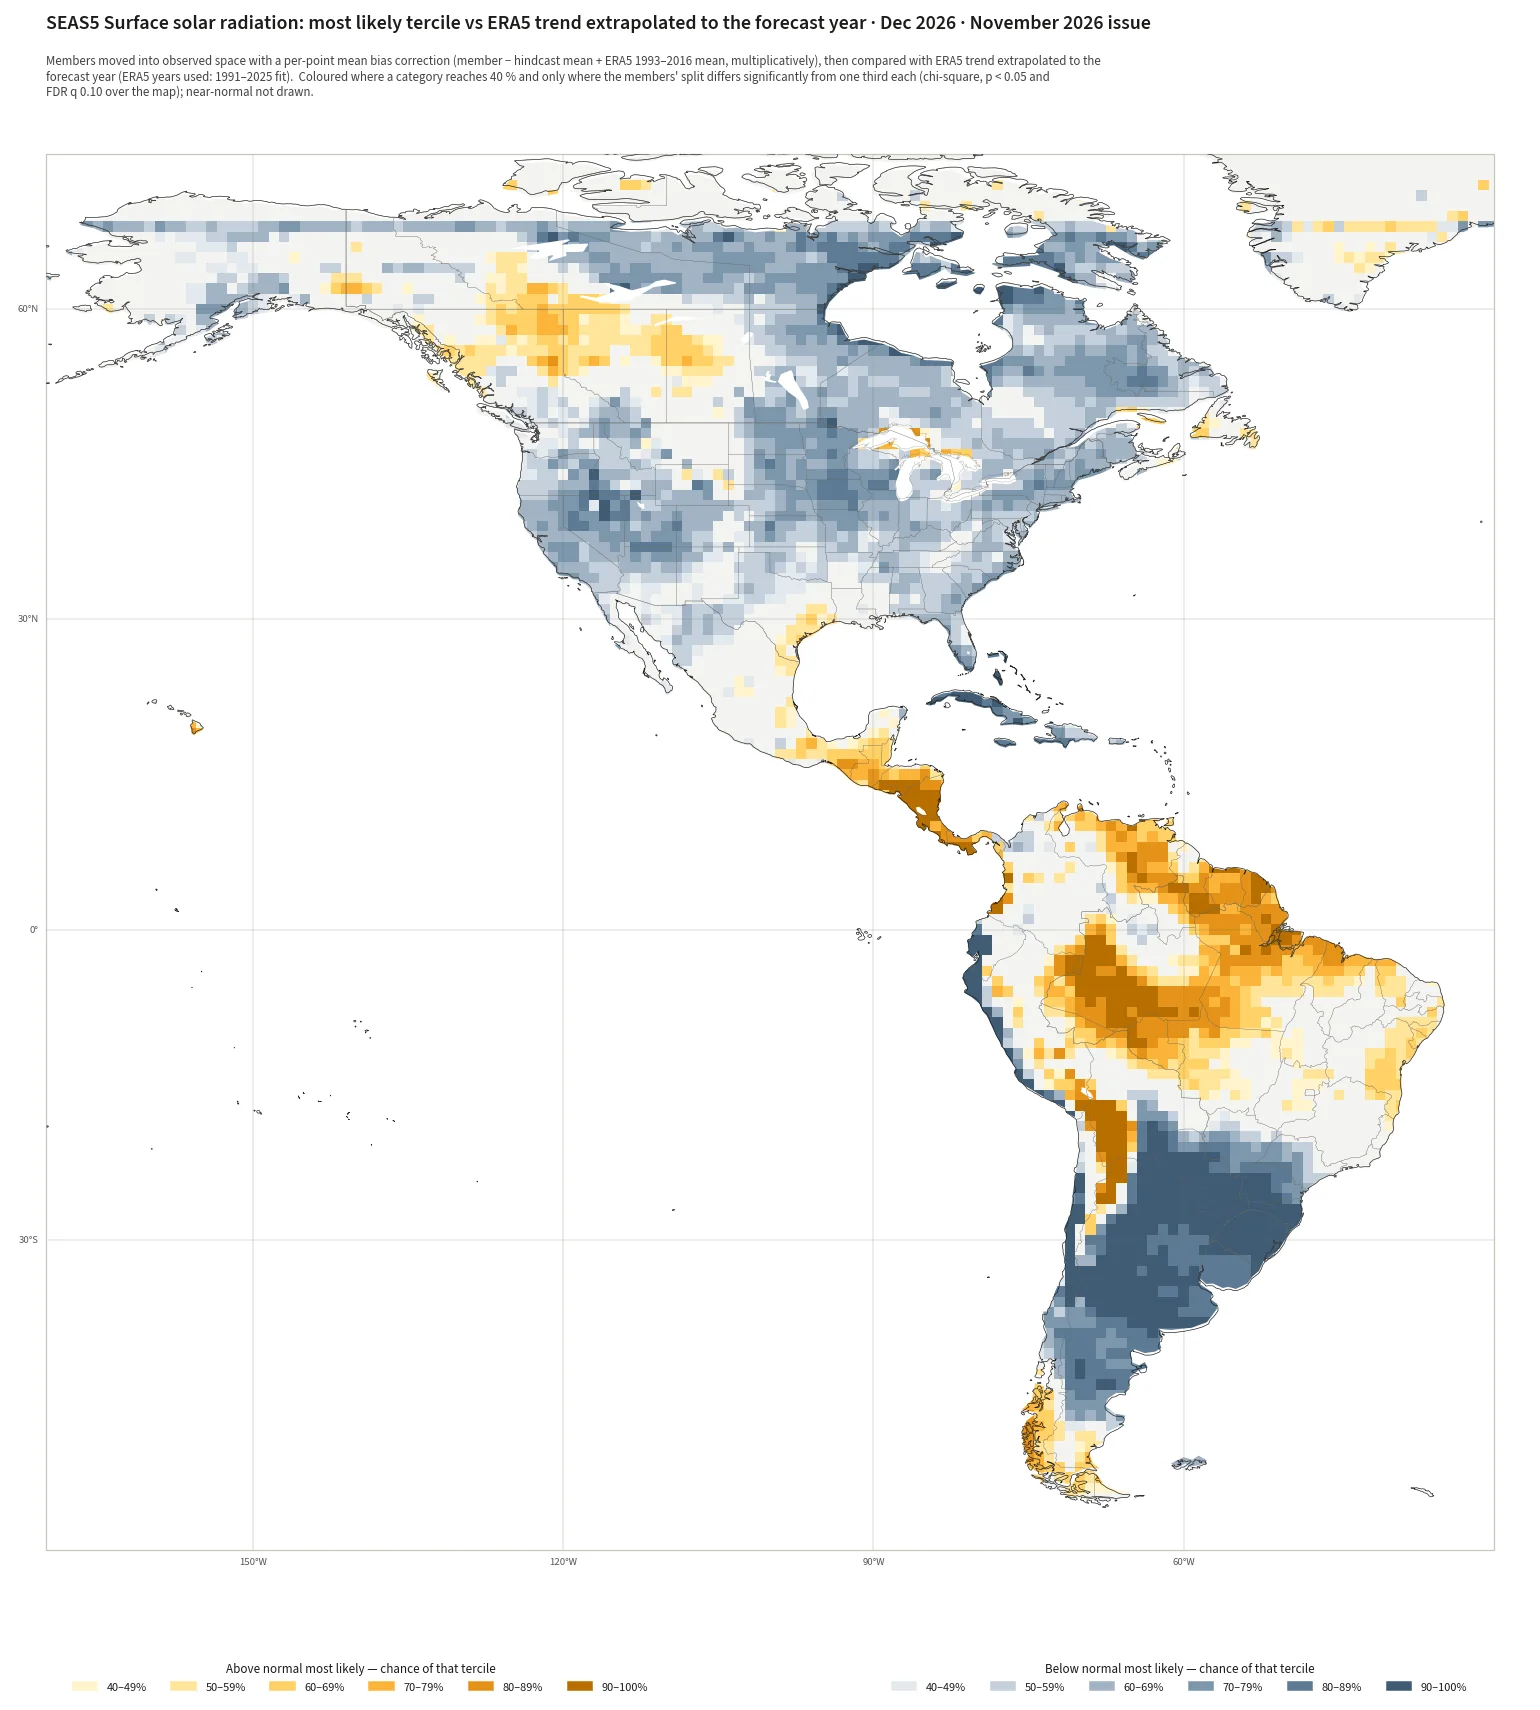 SEAS5 Surface solar radiation: most likely tercile vs ERA5 trend extrapolated to the forecast year · Dec 2026 · November 2026 issue
Members moved into observed space with a per-point mean bias correction (member − hindcast mean + ERA5 1993–2016 mean, multiplicatively), then compared with ERA5 trend extrapolated to the
forecast year (ERA5 years used: 1991–2025 fit).  Coloured where a category reaches 40 % and only where the members' split differs significantly from one third each (chi-square, p < 0.05 and
FDR q 0.10 over the map); near-normal not drawn.
60°N
30°N
0°
30°S
150°W
120°W
90°W
60°W
Above normal most likely — chance of that tercile
40–49%
50–59%
60–69%
70–79%
80–89%
90–100%
Below normal most likely — chance of that tercile
40–49%
50–59%
60–69%
70–79%
80–89%
90–100%